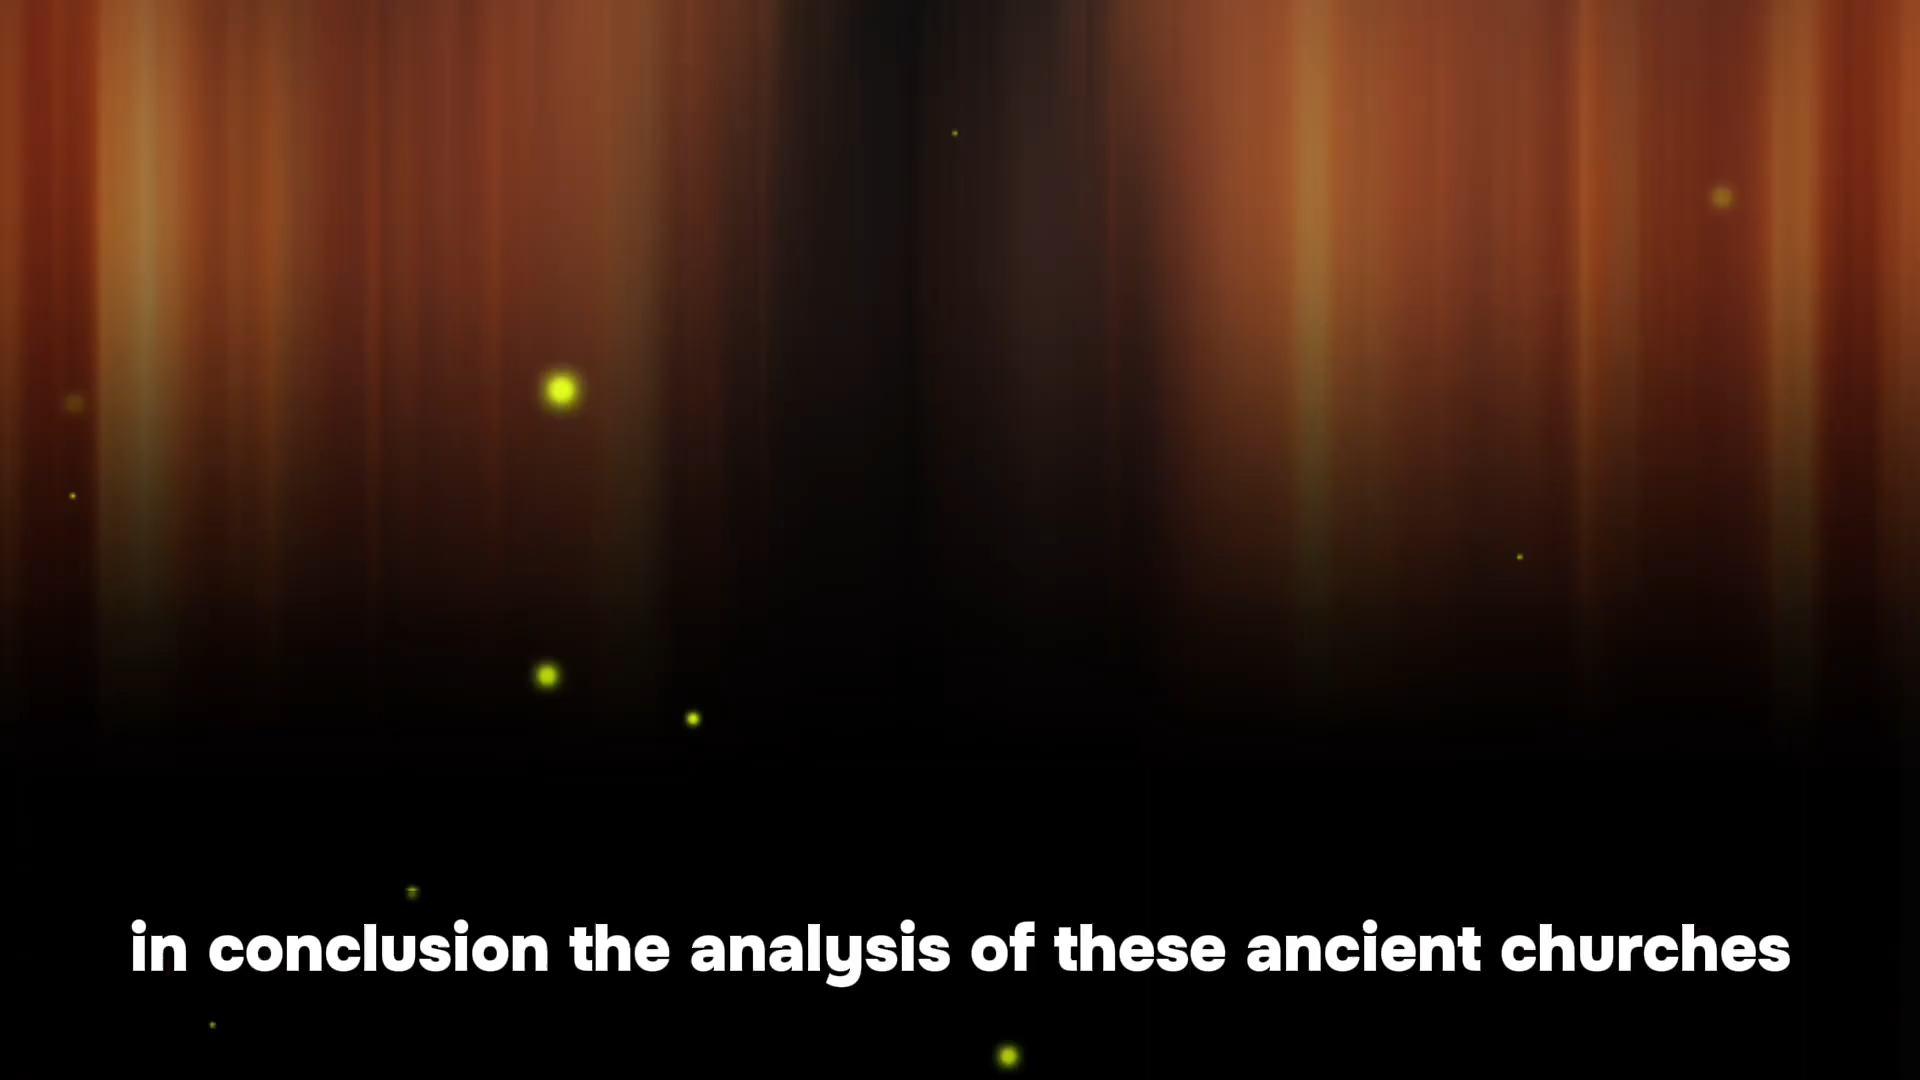 in conclusion the analysis of these ancient churches